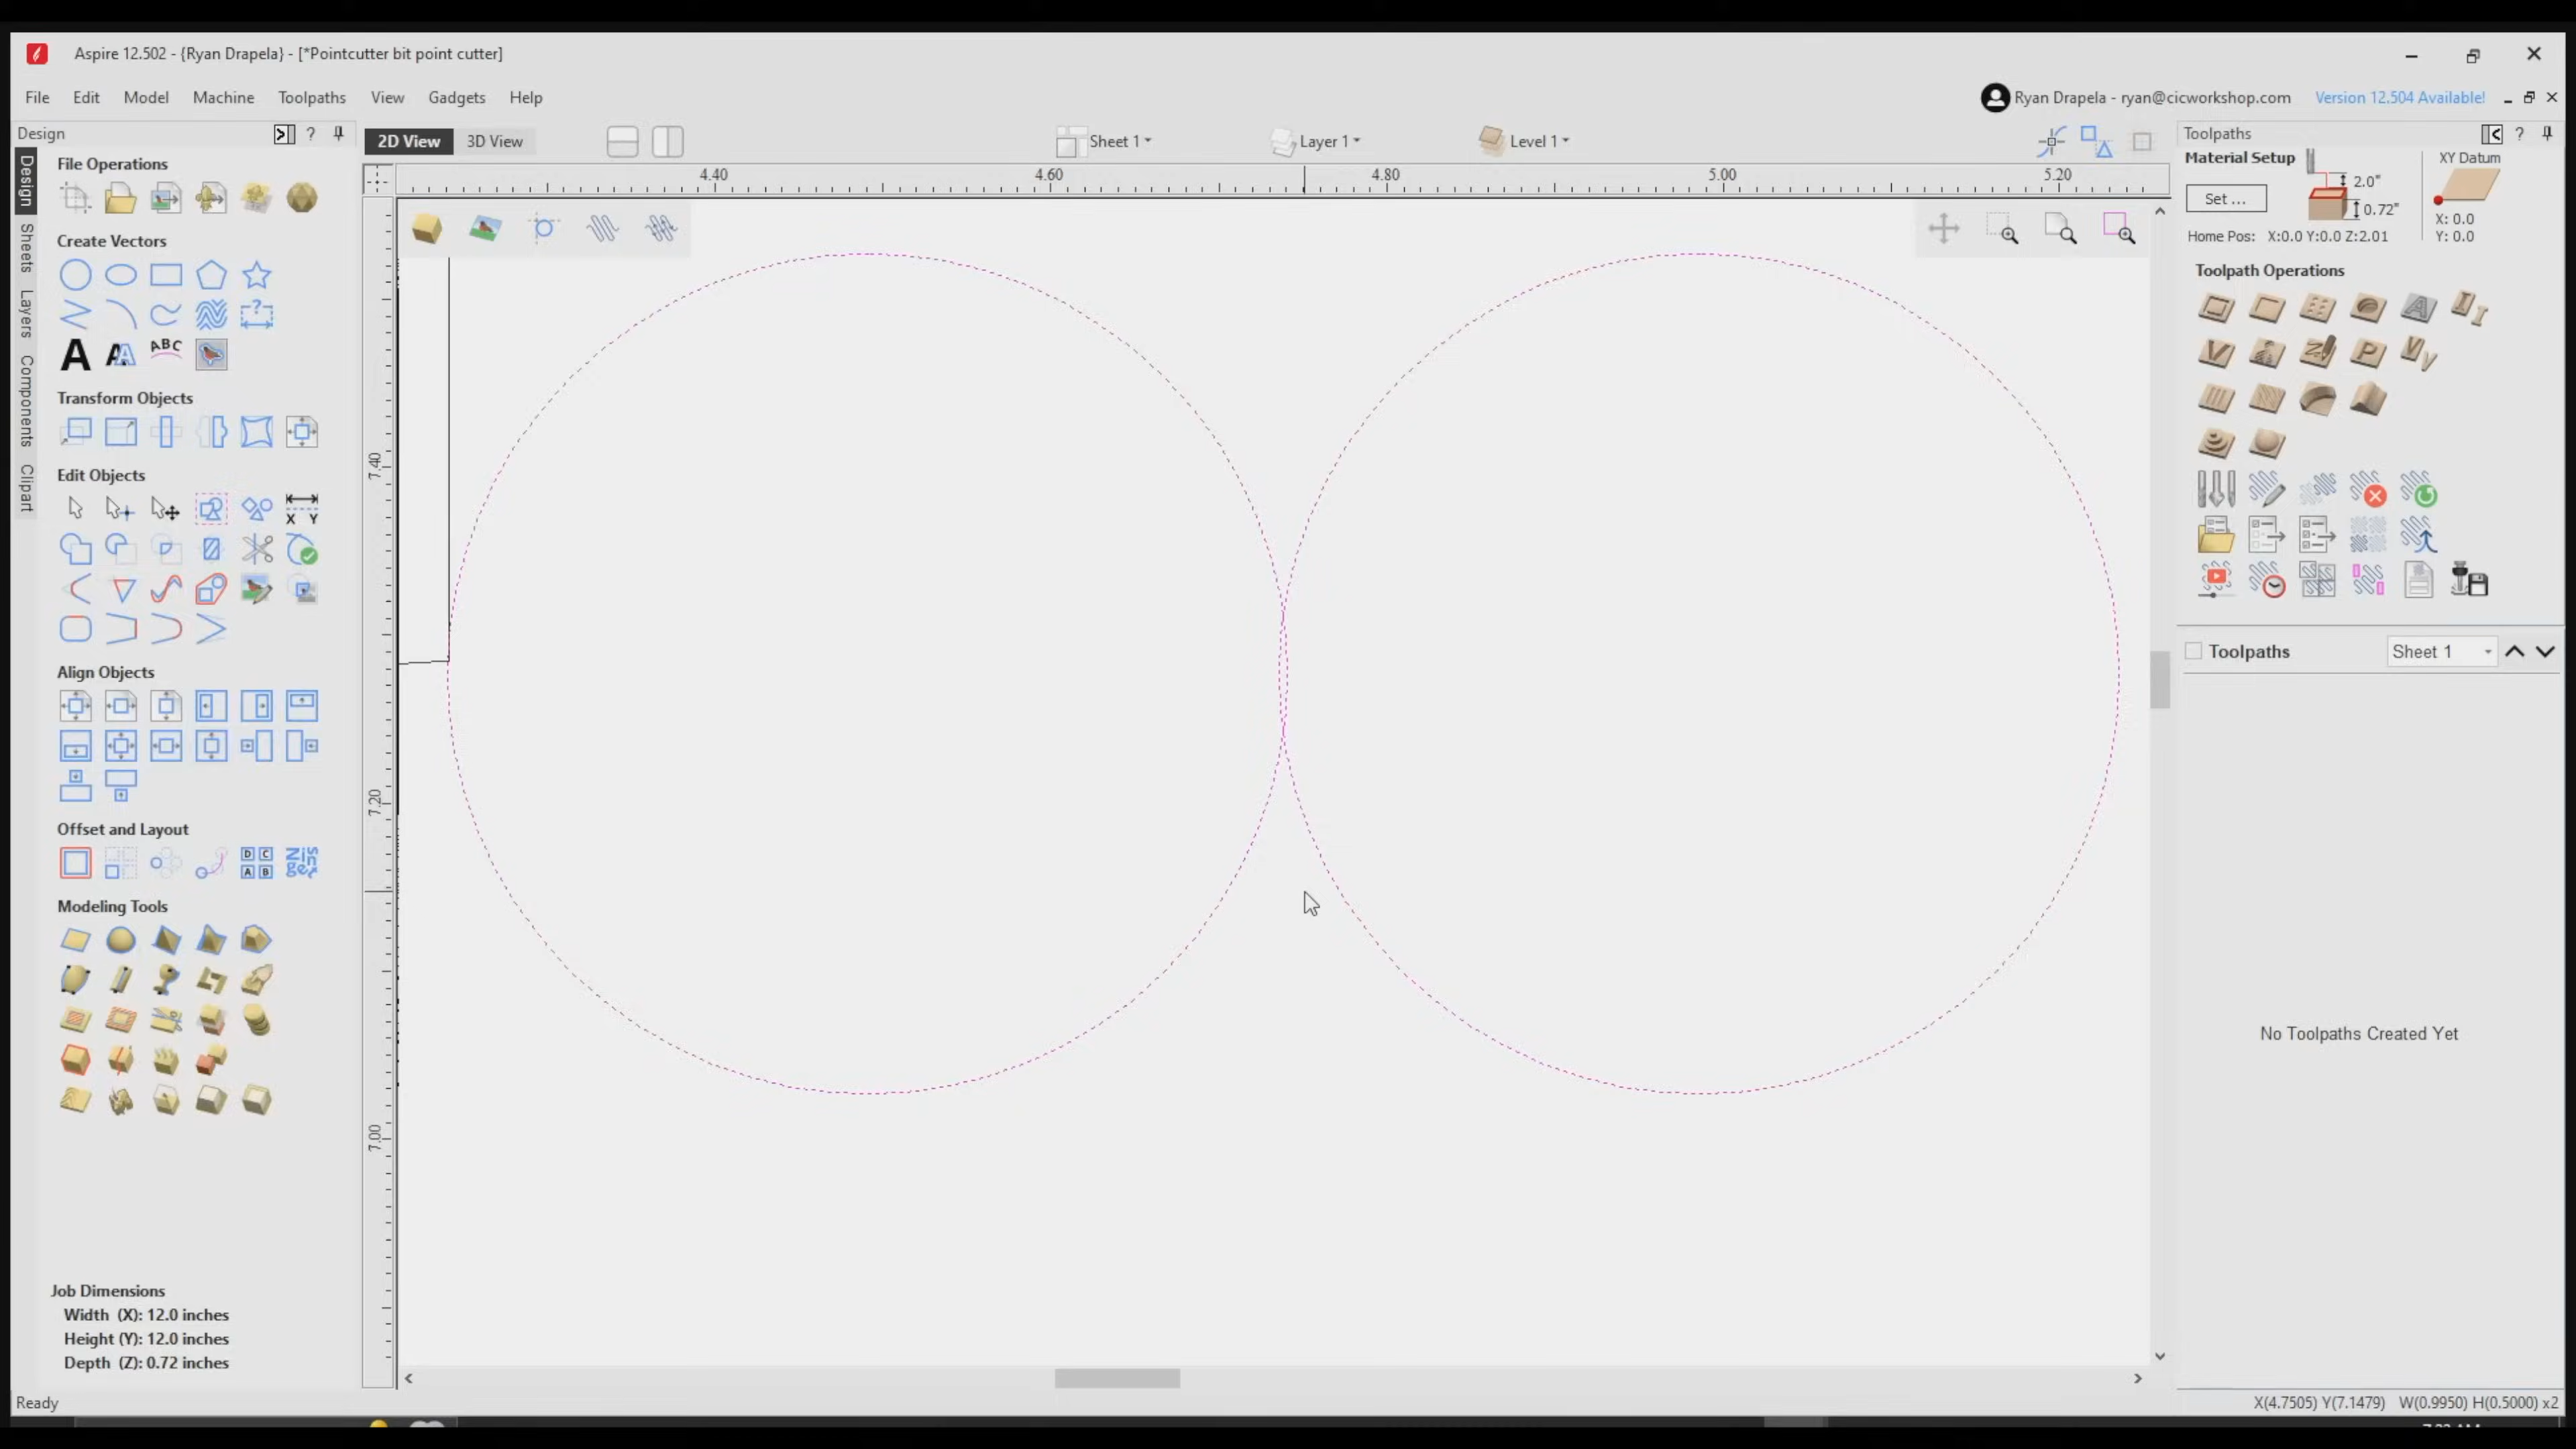 Aspire 12.502 - {Ryan Drapela} - [*Pointcutter bit point cutter]
File Edit Model Machine Toolpaths View Gadgets Help
Ryan Drapela - ryan@cicworkshop.com Version 12.504 Available!
Design
2D View 3D View
Sheet 1
Layer 1
Level 1
Toolpaths
Design
Sheets
Layers
Components
Clipart
File Operations
Create Vectors
A A ABC
Transform Objects
Edit Objects
X Y
Align Objects
Offset and Layout
D C
A B
Modeling Tools
Job Dimensions
Width (X): 12.0 inches
Height (Y): 12.0 inches
Depth (Z): 0.72 inches
Ready
4.40 4.60 4.80 5.00 5.20
7.40
7.20
7.00
Material Setup
Set ...
2.0"
0.72"
XY Datum
X: 0.0
Y: 0.0
Home Pos: X:0.0 Y:0.0 Z:2.01
Toolpath Operations
Toolpaths Sheet 1
No Toolpaths Created Yet
X(4.7505) Y(7.1479) W(0.9950) H(0.5000) x2